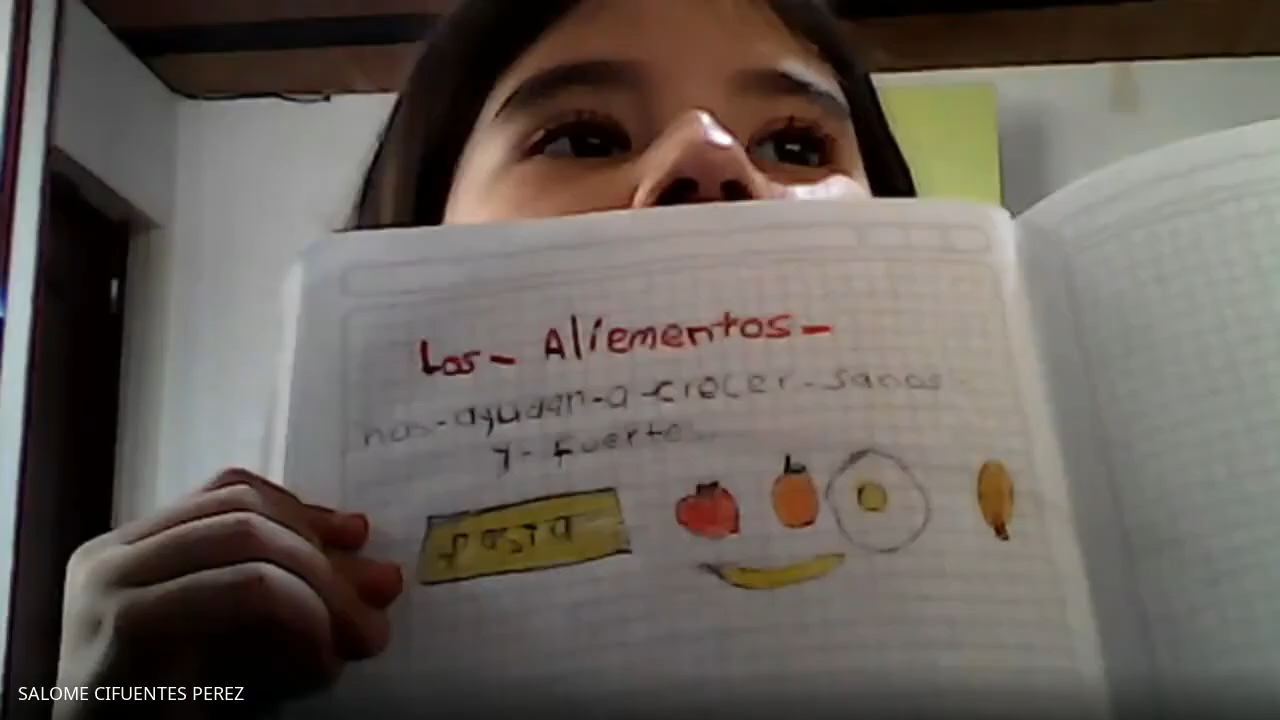 Los - Aliementos -
nos - ayudan - a - crecer - sanos -
y - fuertes
Pasta
SALOME CIFUENTES PEREZ